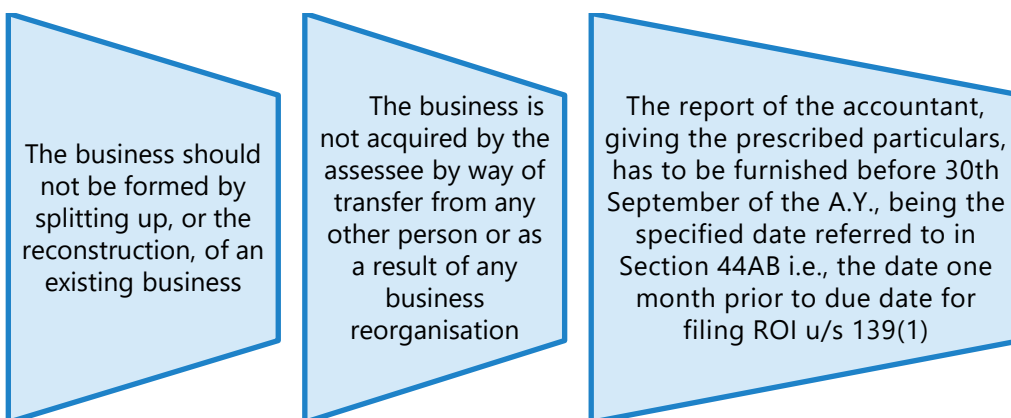 The business should
not be formed by
splitting up, or the
reconstruction, of an
existing business
The business is
not acquired by the
assessee by way of
transfer from any
other person or as
a result of any
business
reorganisation
The report of the accountant,
giving the prescribed particulars,
has to be furnished before 30th
September of the A.Y., being the
specified date referred to in
Section 44AB i.e., the date one
month prior to due date for
filing ROI u/s 139(1)